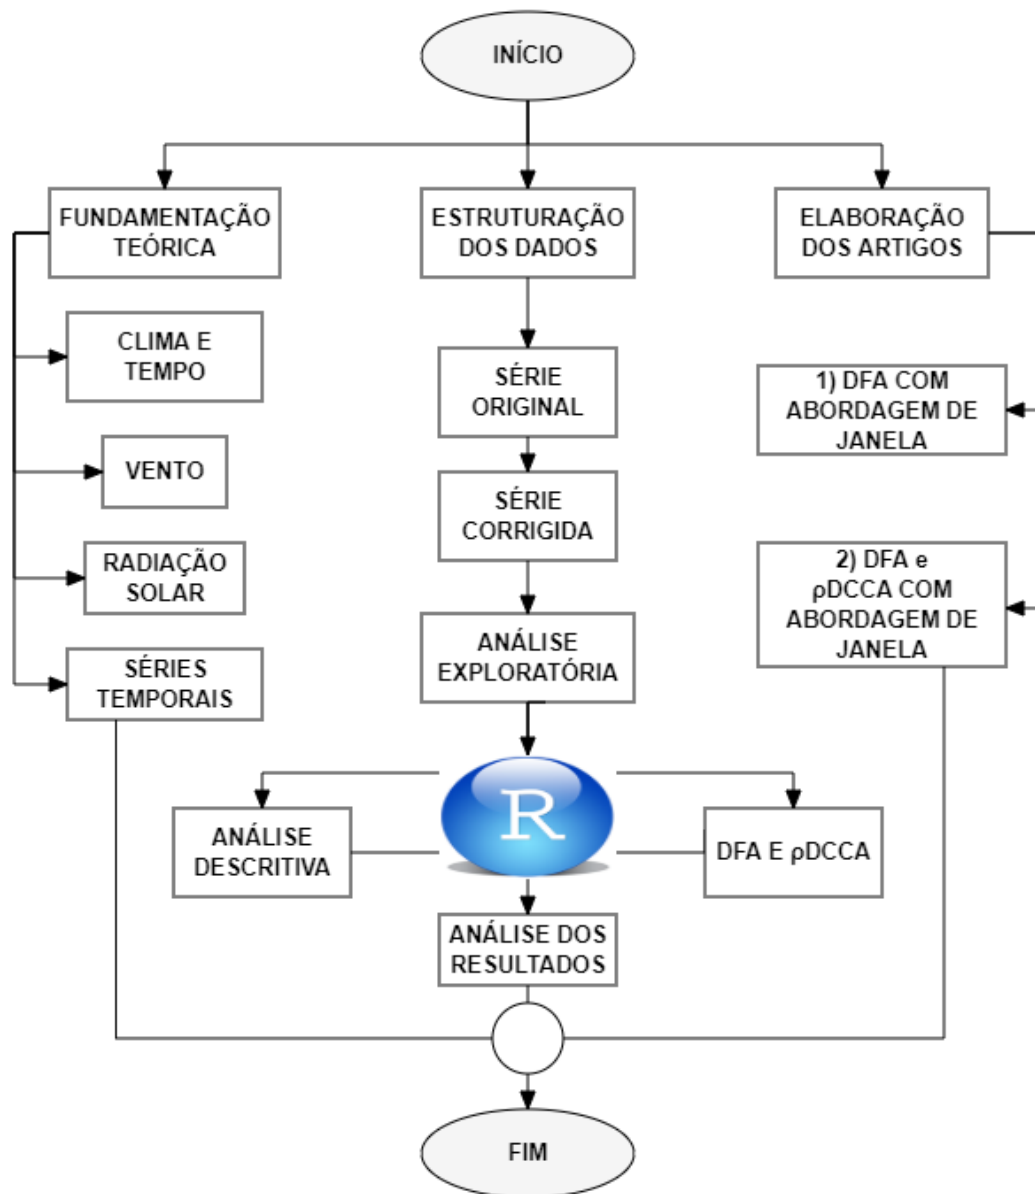 INÍCIO
FUNDAMENTAÇÃO
TEÓRICA
ESTRUTURAÇÃO
DOS DADOS
ELABORAÇÃO
DOS ARTIGOS
CLIMA E
TEMPO
VENTO
RADIAÇÃO
SOLAR
SÉRIES
TEMPORAIS
SÉRIE
ORIGINAL
SÉRIE
CORRIGIDA
ANÁLISE
EXPLORATÓRIA
1) DFA COM
ABORDAGEM DE
JANELA
2) DFA e
ρDCCA COM
ABORDAGEM DE
JANELA
R
ANÁLISE
DESCRITIVA
DFA E ρDCCA
ANÁLISE DOS
RESULTADOS
FIM